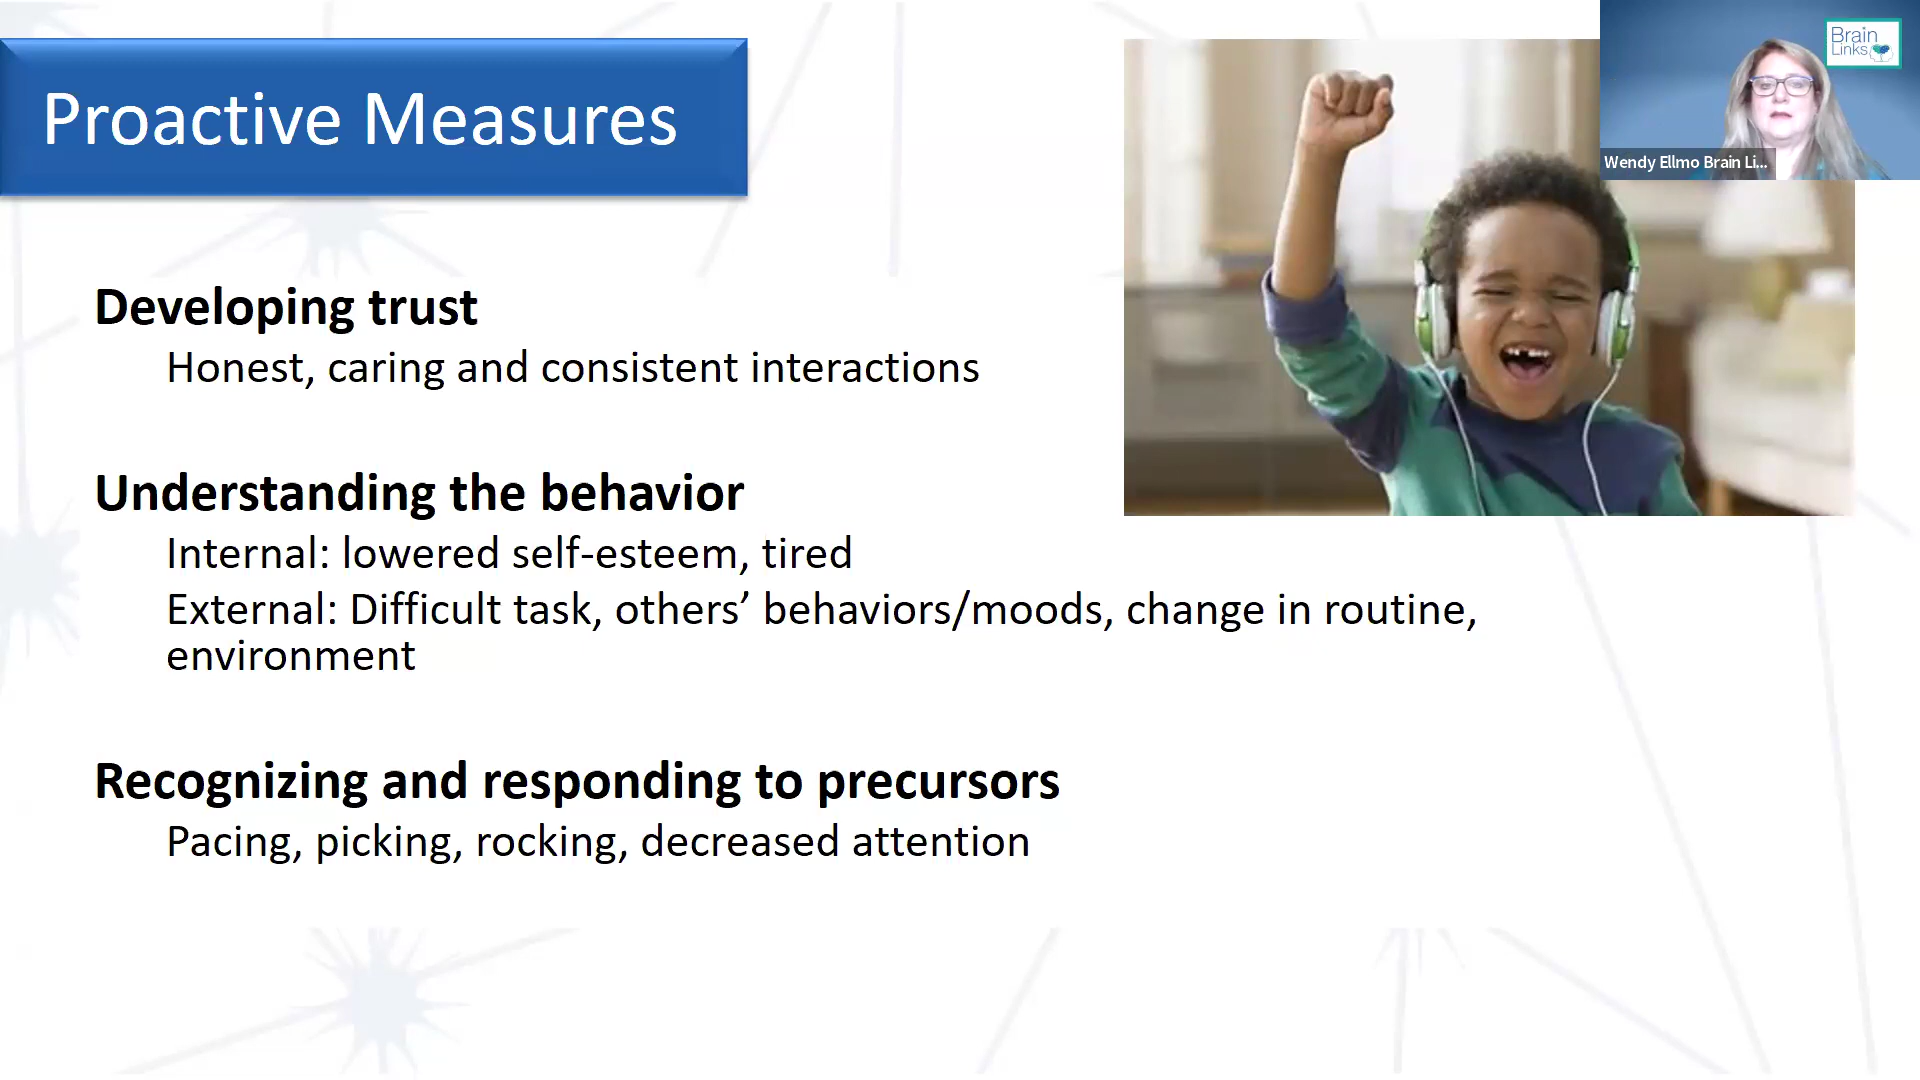 Proactive Measures
Brain
Links
Wendy Ellmo Brain Li...
Developing trust
Honest, caring and consistent interactions
Understanding the behavior
Internal: lowered self-esteem, tired
External: Difficult task, others’ behaviors/moods, change in routine,
environment
Recognizing and responding to precursors
Pacing, picking, rocking, decreased attention